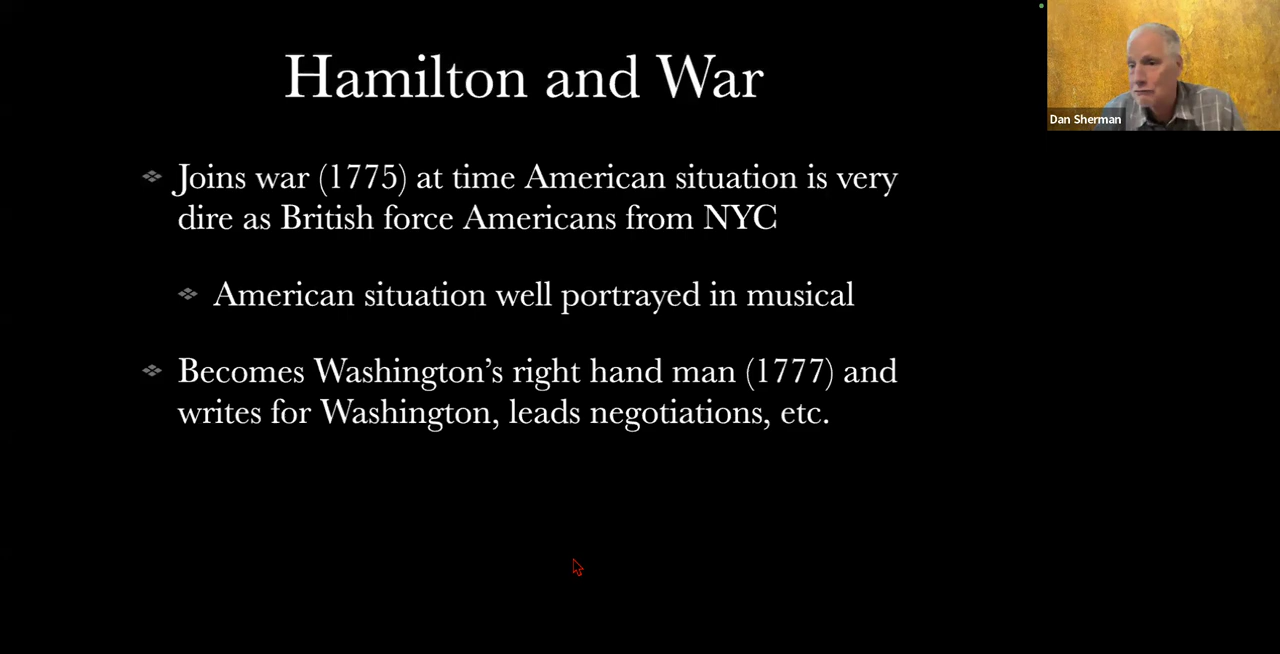 Hamilton and War
Dan Sherman
Joins war (1775) at time American situation is very
dire as British force Americans from NYC
American situation well portrayed in musical
Becomes Washington’s right hand man (1777) and
writes for Washington, leads negotiations, etc.